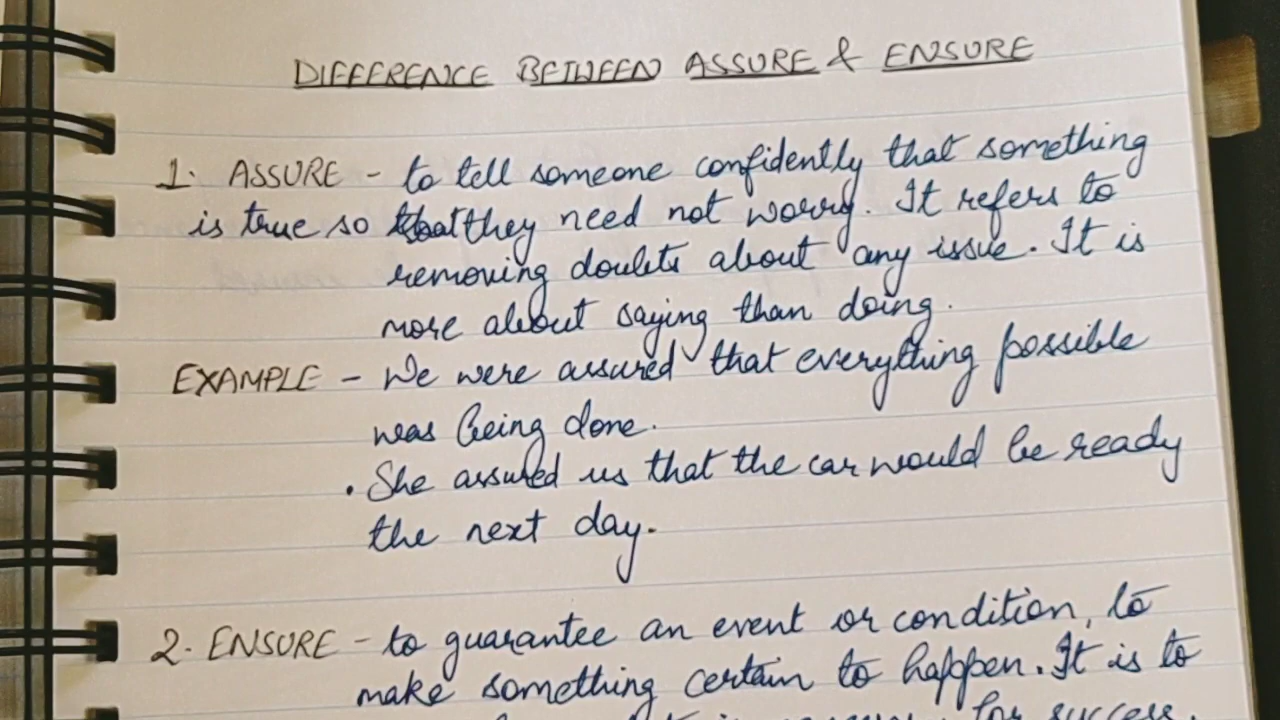 DIFFERENCE BETWEEN ASSURE & ENSURE
1. ASSURE - to tell someone confidently that something
is true so that they need not worry. It refers to
removing doubts about any issue. It is
more about saying than doing.
EXAMPLE - We were assured that everything possible
was being done.
. She assured us that the car would be ready
the next day.
2. ENSURE - to guarantee an event or condition, to
make something certain to happen. It is to
for success.